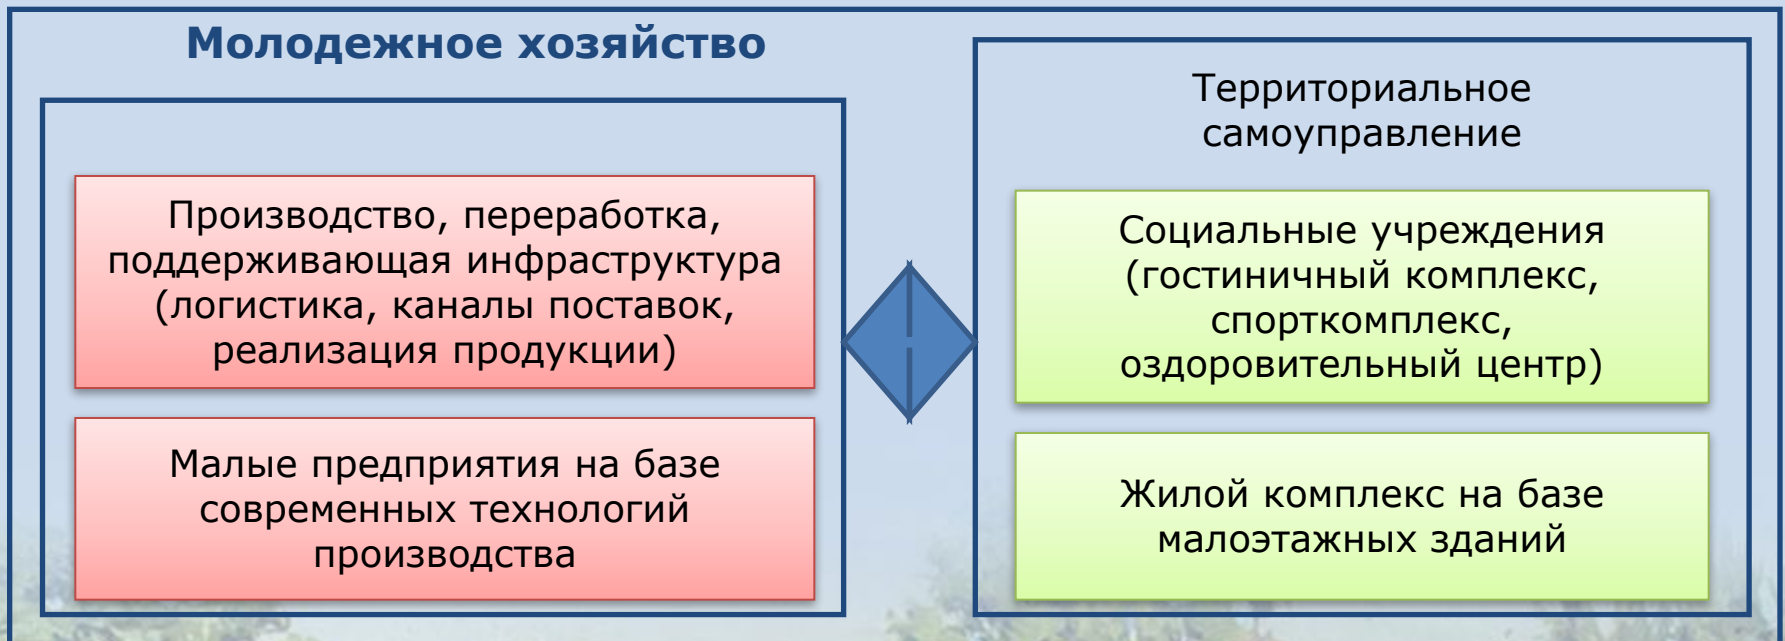 Молодежное хозяйство
Производство, переработка,
поддерживающая инфраструктура
(логистика, каналы поставок,
реализация продукции)
Малые предприятия на базе
современных технологий
производства
Территориальное
самоуправление
Социальные учреждения
(гостиничный комплекс,
спорткомплекс,
оздоровительный центр)
Жилой комплекс на базе
малоэтажных зданий